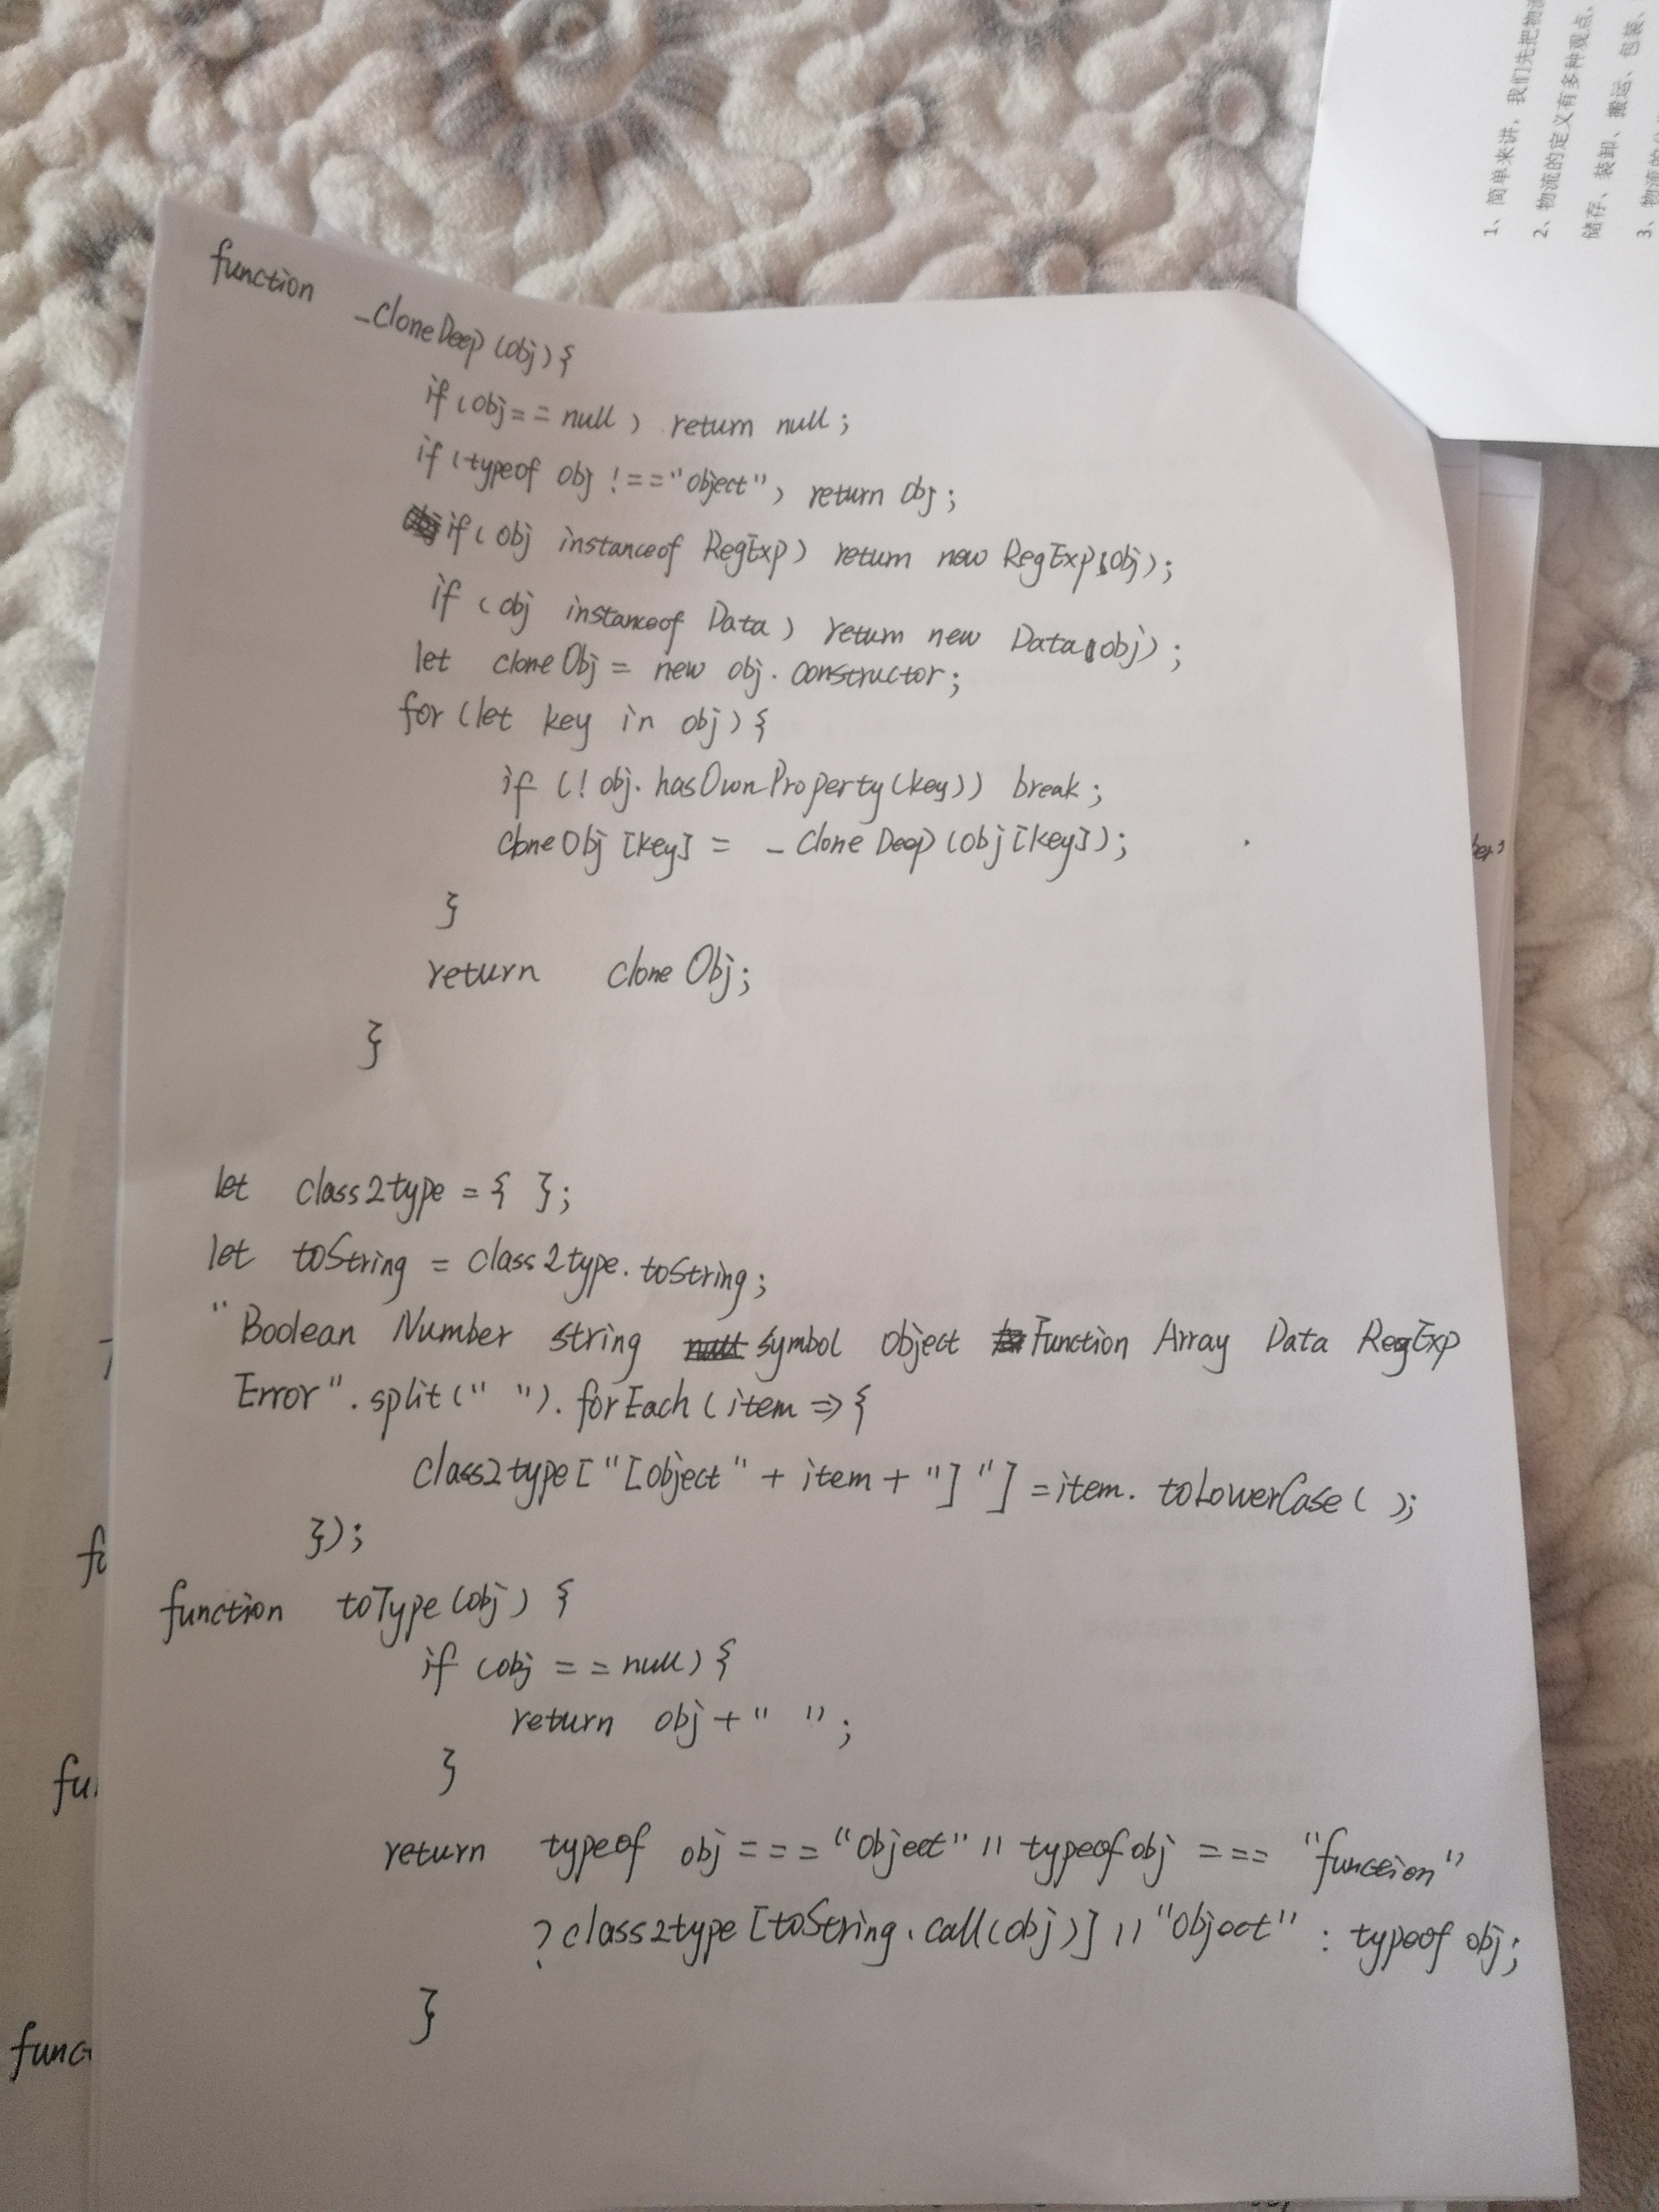 function _cloneDeep(obj){
if(obj== null) return null;
if(typeof obj !=="object") return obj;
if(obj instanceof RegExp) return new RegExp(obj);
if(obj instanceof Data) return new Data(obj);
let cloneObj = new obj.constructor;
for(let key in obj){
if (!obj.hasOwnProperty(key)) break;
cloneObj[key] = _cloneDeep(obj[key]);
}
return cloneObj;
}
let class2type = { };
let toString = class2type.toString;
"Boolean Number string symbol object Function Array Data RegExp
Error".split(" ").forEach(item =>{
class2type["[object" + item + "]"] = item.toLowerCase( );
});
function toType(obj) {
if (obj == null){
return obj+" ";
}
return typeof obj ==="object" || typeof obj === "function"
? class2type[toString.call(obj)] || "object" : typeof obj;
}
1、简单来讲,我们先把物流
2、物流的定义有多种观点,
储存、装卸、搬运、包装、
3、物流的
fu
func